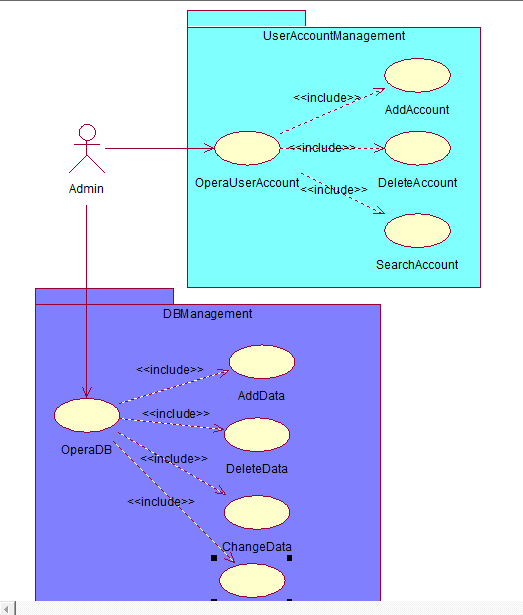 UserAccountManagement
<<include>>
AddAccount
Admin
OperaUserAccount
<<include>>
DeleteAccount
<<include>>
SearchAccount
DBManagement
<<include>>
AddData
OperaDB
<<include>>
DeleteData
<<include>>
ChangeData
<<include>>